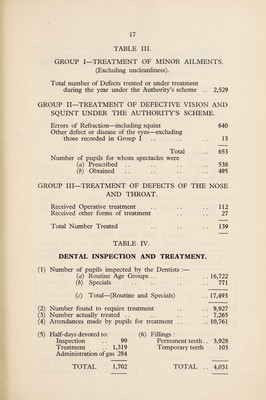 17
TABLE III.
GROUP I—TREATMENT OF MINOR AILMENTS.
(Excluding uncleanliness).
Total number of Defects treated or under treatment
during the year under the Authority's scheme .. 2,529
GROUP II—TREATMENT OF DEFECTIVE VISION AND
SQUINT UNDER THE AUTHORITY'S SCHEME.
Errors of Refraction—including squint 640
Other defect or disease of the eyes—excluding
those recorded in Group I .. .. .. 13
Total .. 653
Number of pupils for whom spectacles were
(a) Prescribed .. .. .. .. 538
(b) Obtained .. .. .. .. 495
GROUP III—TREATMENT OF DEFECTS OF THE NOSE
AND THROAT.
Received Operative treatment .. .. .. 112
Received other forms of treatment .. .. 27
Total Number Treated .. .. .. 139
TABLE IV.
DENTAL INSPECTION AND TREATMENT.
(1) Number of pupils inspected by the Dentists :—
(a) Routine Age Groups .. .. .. .. 16,722
(b) Specials .. .. .. .. 771
(c) Total—(Routine and Specials) .. 17,493
(2) Number found to require treatment .. .. 9,927
(3) Number actually treated .. .. .. .. 7,265
(4) Attendances made by pupils for treatment .. 10,761
(5) Half-days devoted to: (6) Fillings :
Inspection .. 99 Permanent teeth .. 3,928
Treatment .. 1,319 Temporary teeth 103
Administration of gas 284
TOTAL 1,702 TOTAL .. 4,031